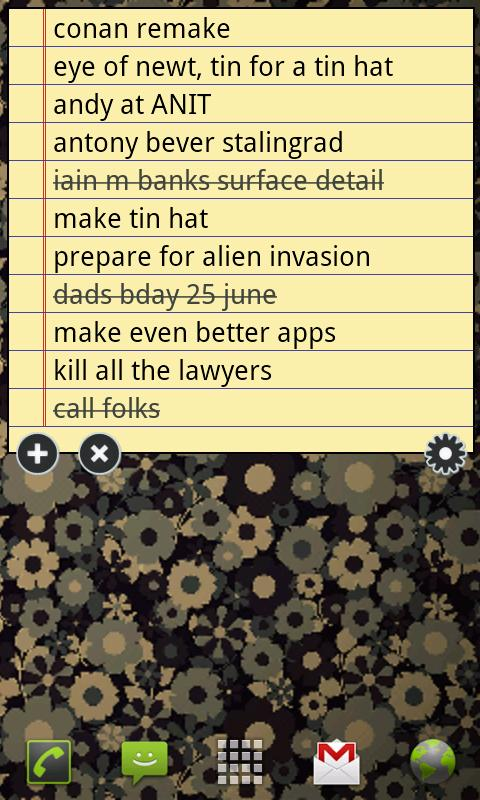 conan remake
eye of newt, tin for a tin hat
andy at ANIT
antony bever stalingrad
iain m banks surface detail
make tin hat
prepare for alien invasion
dads bday 25 june
make even better apps
kill all the lawyers
call folks